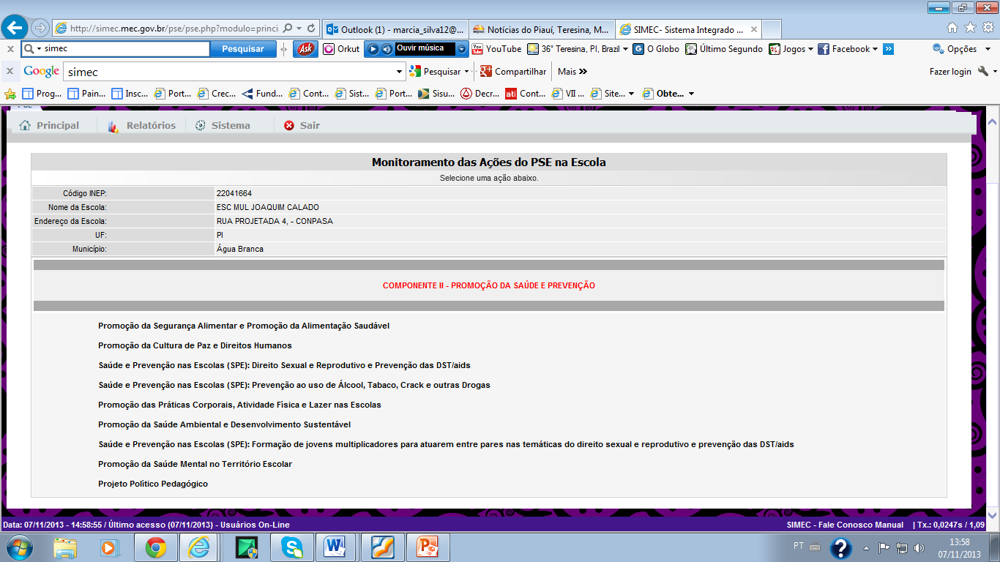 http://simec.mec.gov.br/pse/pse.php?modulo=princi
Outlook (1) - marcia_silva12@...
Notícias do Piauí, Teresina, M...
SIMEC- Sistema Integrado ...
simec
Pesquisar
Ask
Orkut
Ouvir música
YouTube
36° Teresina, PI, Brazil
O Globo
Último Segundo
Jogos
Facebook
Opções
Google
simec
Pesquisar
Compartilhar
Mais
Fazer login
Prog...
Pain...
Insc...
Port...
Crec...
Fund...
Cont...
Sist...
Port...
Sisu...
Decr...
ati
Cont...
VII ...
Site...
Obte...
Principal
Relatórios
Sistema
Sair
Monitoramento das Ações do PSE na Escola
Selecione uma ação abaixo.
Código INEP: 22041664
Nome da Escola: ESC MUL JOAQUIM CALADO
Endereço da Escola: RUA PROJETADA 4, - CONPASA
UF: PI
Município: Água Branca
COMPONENTE II - PROMOÇÃO DA SAÚDE E PREVENÇÃO
Promoção da Segurança Alimentar e Promoção da Alimentação Saudável
Promoção da Cultura de Paz e Direitos Humanos
Saúde e Prevenção nas Escolas (SPE): Direito Sexual e Reprodutivo e Prevenção das DST/aids
Saúde e Prevenção nas Escolas (SPE): Prevenção ao uso de Álcool, Tabaco, Crack e outras Drogas
Promoção das Práticas Corporais, Atividade Física e Lazer nas Escolas
Promoção da Saúde Ambiental e Desenvolvimento Sustentável
Saúde e Prevenção nas Escolas (SPE): Formação de jovens multiplicadores para atuarem entre pares nas temáticas do direito sexual e reprodutivo e prevenção das DST/aids
Promoção da Saúde Mental no Território Escolar
Projeto Político Pedagógico
Data: 07/11/2013 - 14:58:55 / Último acesso (07/11/2013) - Usuários On-Line
SIMEC - Fale Conosco Manual | Tx.: 0,0247s / 1,09
PT
13:58
07/11/2013